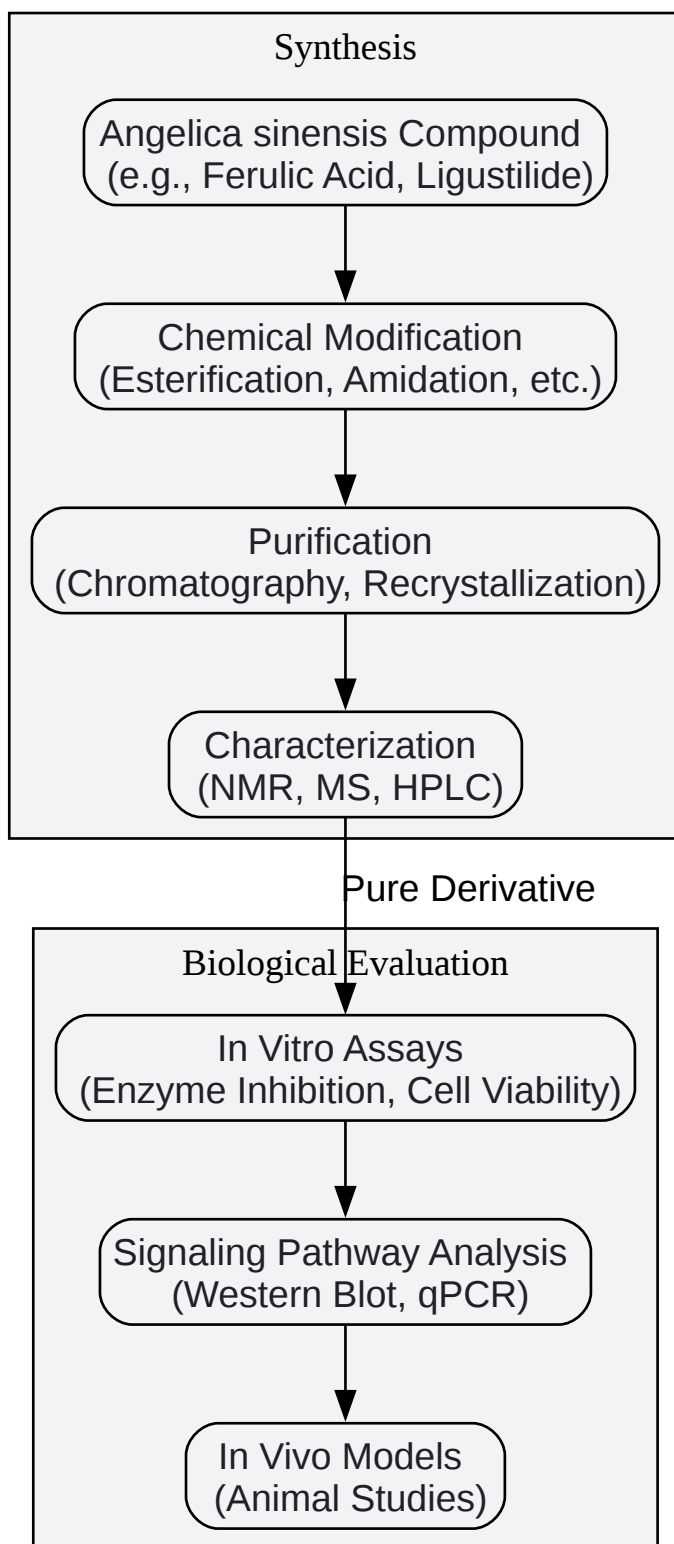 Synthesis
Angelica sinensis Compound
(e.g., Ferulic Acid, Ligustilide)
Chemical Modification
(Esterification, Amidation, etc.)
Purification
(Chromatography, Recrystallization)
Characterization
(NMR, MS, HPLC)
Pure Derivative
Biological Evaluation
In Vitro Assays
(Enzyme Inhibition, Cell Viability)
Signaling Pathway Analysis
(Western Blot, qPCR)
In Vivo Models
(Animal Studies)